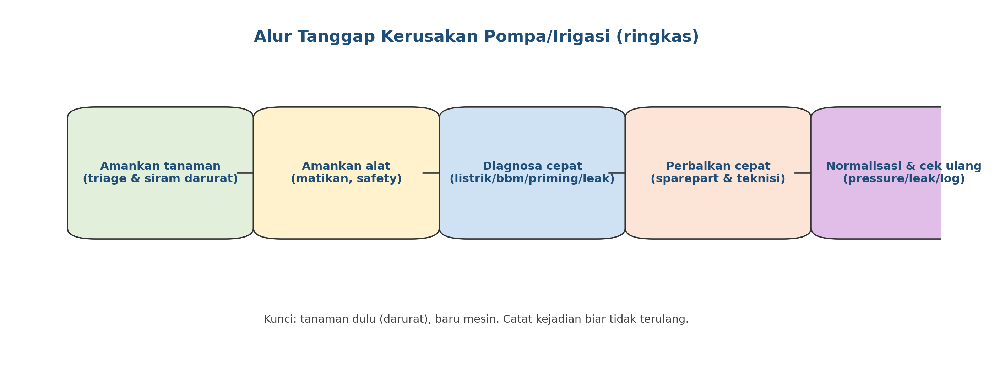 Alur Tanggap Kerusakan Pompa/Irigasi (ringkas)
Amankan tanaman
(triage & siram darurat)
Amankan alat
(matikan, safety)
Diagnosa cepat
(listrik/bbm/priming/leak)
Perbaikan cepat
(sparepart & teknisi)
Normalisasi & cek ulang
(pressure/leak/log)
Kunci: tanaman dulu (darurat), baru mesin. Catat kejadian biar tidak terulang.